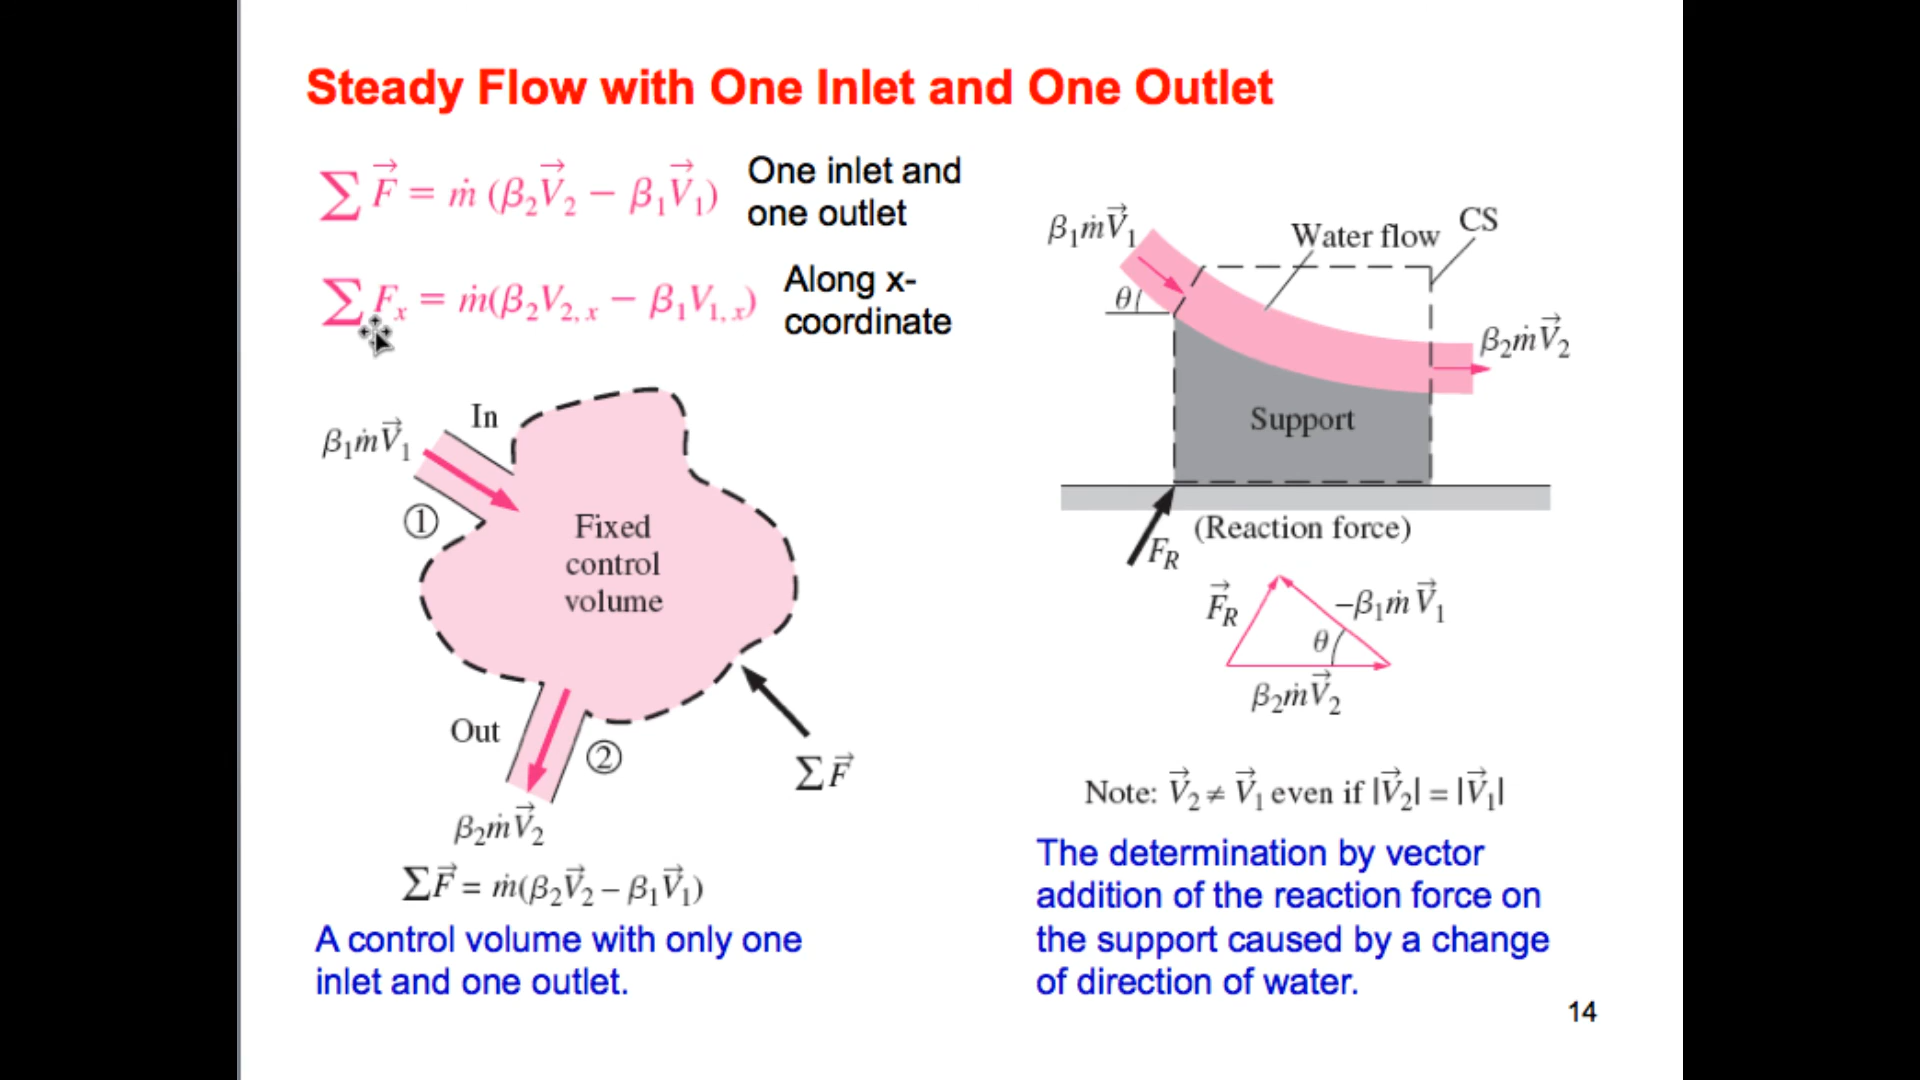 Steady Flow with One Inlet and One Outlet
∑F⃗ = ṁ (β₂V⃗₂ − β₁V⃗₁)
One inlet and
one outlet
∑Fₓ = ṁ(β₂V₂,ₓ − β₁V₁,ₓ)
Along x-
coordinate
β₁ṁV⃗₁
In
①
Fixed
control
volume
Out
②
∑F⃗
β₂ṁV⃗₂
∑F⃗ = ṁ(β₂V⃗₂ − β₁V⃗₁)
A control volume with only one
inlet and one outlet.
β₁ṁV⃗₁
Water flow
CS
θ
β₂ṁV⃗₂
Support
(Reaction force)
F_R
F⃗_R
−β₁ṁV⃗₁
θ
β₂ṁV⃗₂
Note: V⃗₂ ≠ V⃗₁ even if |V⃗₂| = |V⃗₁|
The determination by vector
addition of the reaction force on
the support caused by a change
of direction of water.
14